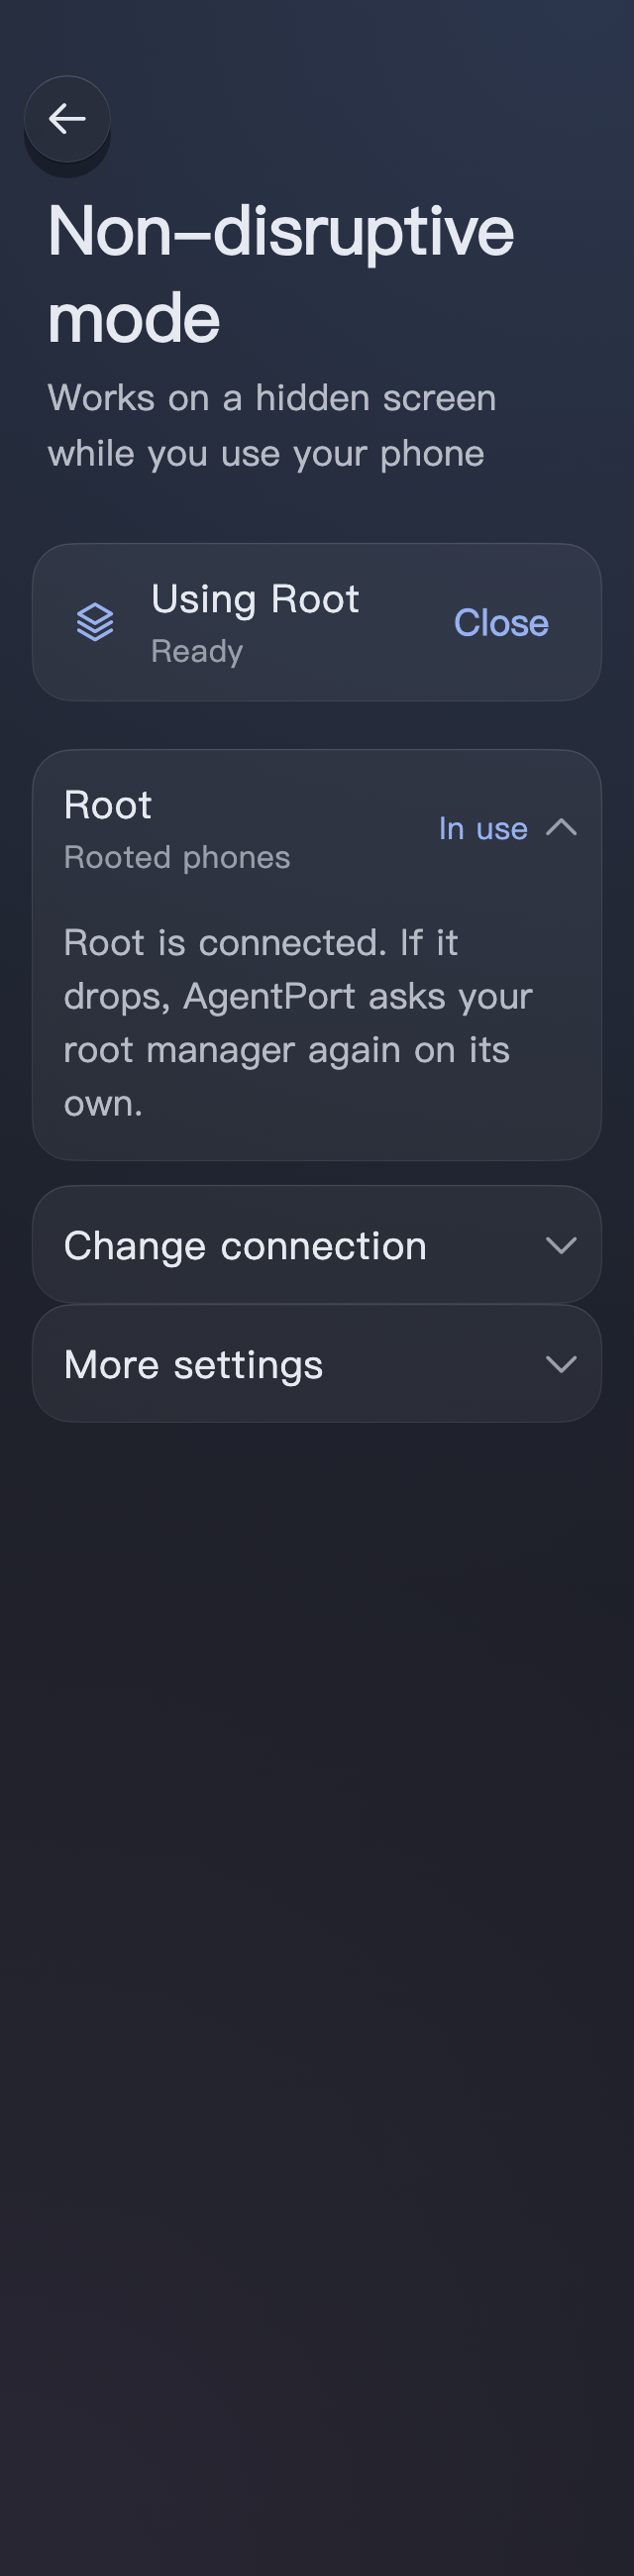 Non-disruptive
mode
Works on a hidden screen
while you use your phone
Using Root
Ready
Close
Root
Rooted phones
In use
Root is connected. If it
drops, AgentPort asks your
root manager again on its
own.
Change connection
More settings